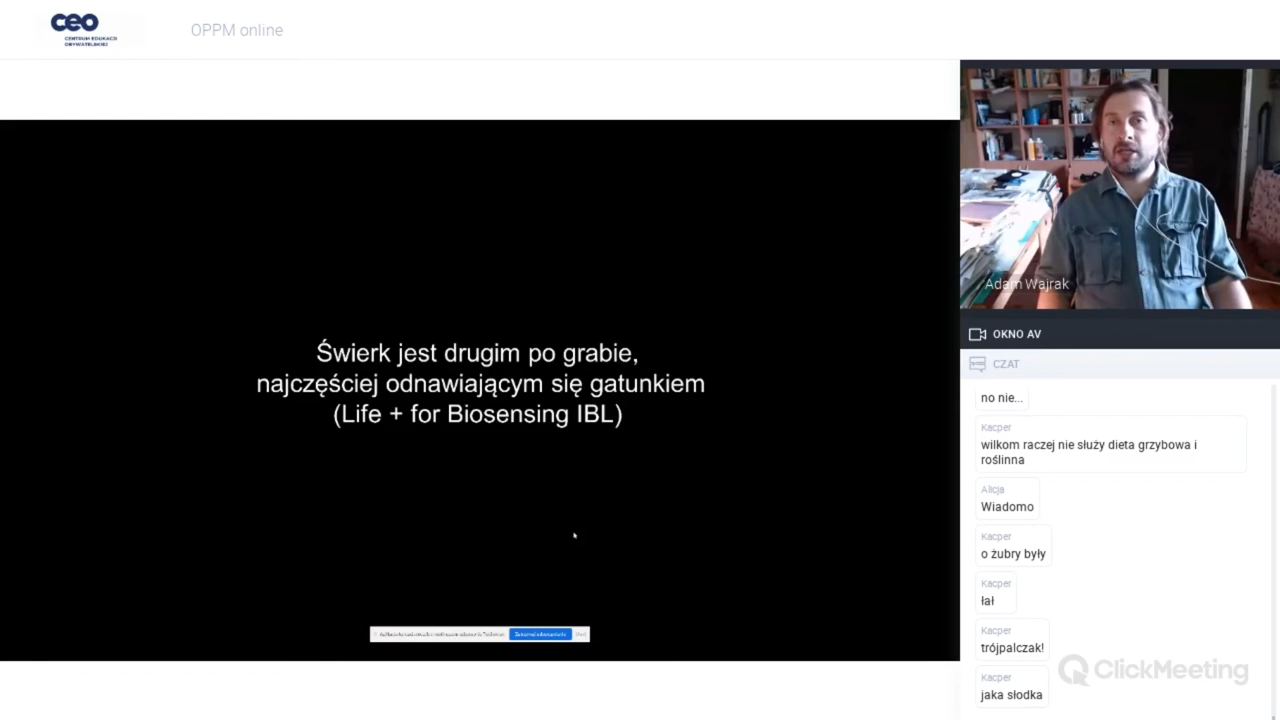 ceo
CENTRUM EDUKACJI
OBYWATELSKIEJ
OPPM online
Świerk jest drugim po grabie,
najczęściej odnawiającym się gatunkiem
(Life + for Biosensing IBL)
Adam Wajrak
OKNO AV
CZAT
no nie...
Kacper
wilkom raczej nie służy dieta grzybowa i
roślinna
Alicja
Wiadomo
Kacper
o żubry były
Kacper
łał
Kacper
trójpalczak!
Kacper
jaka słodka
ClickMeeting